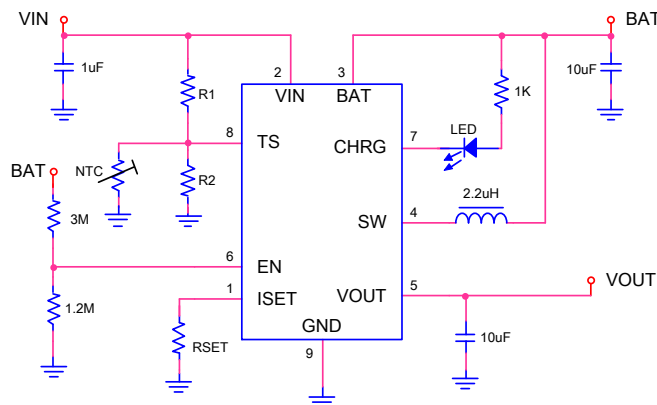 VIN
BAT
1uF
10uF
2
3
VIN
BAT
R1
1K
8
TS
CHRG
7
LED
BAT
NTC
R2
2.2uH
3M
SW
4
6
EN
1
ISET
VOUT
5
VOUT
1.2M
RSET
GND
9
10uF